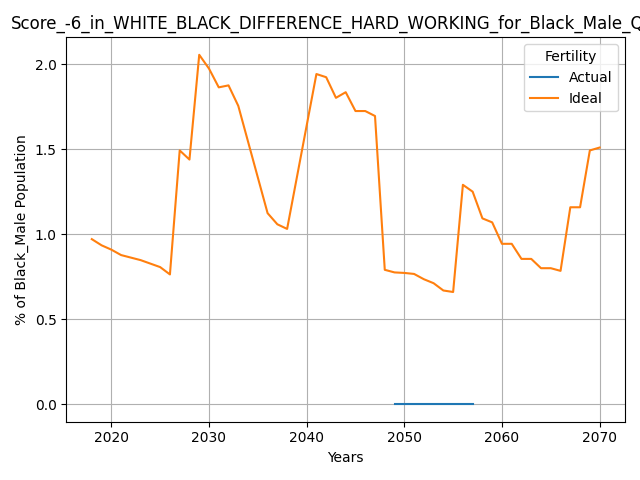 Score_-6_in_WHITE_BLACK_DIFFERENCE_HARD_WORKING_for_Black_Male_Q
Fertility
Actual
Ideal
% of Black_Male Population
2.0
1.5
1.0
0.5
0.0
2020 2030 2040 2050 2060 2070
Years